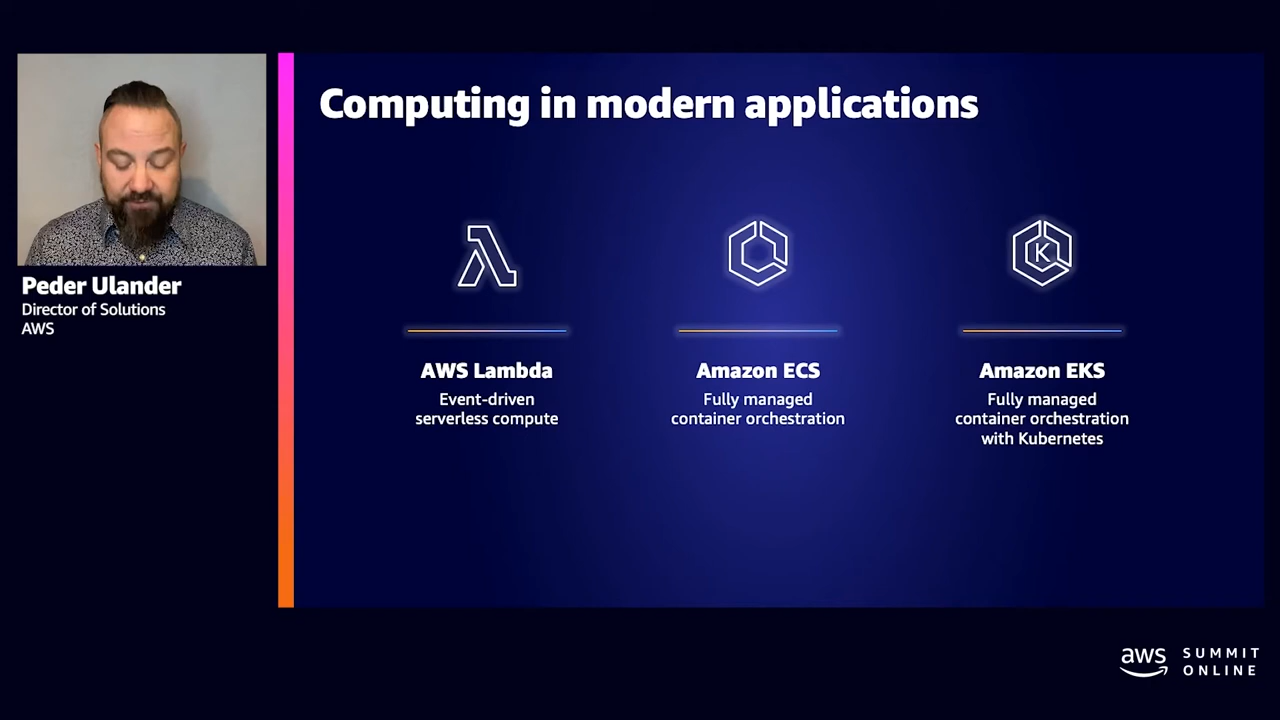 Computing in modern applications
Peder Ulander
Director of Solutions
AWS
K
AWS Lambda
Event-driven
serverless compute
Amazon ECS
Fully managed
container orchestration
Amazon EKS
Fully managed
container orchestration
with Kubernetes
aws SUMMIT
ONLINE